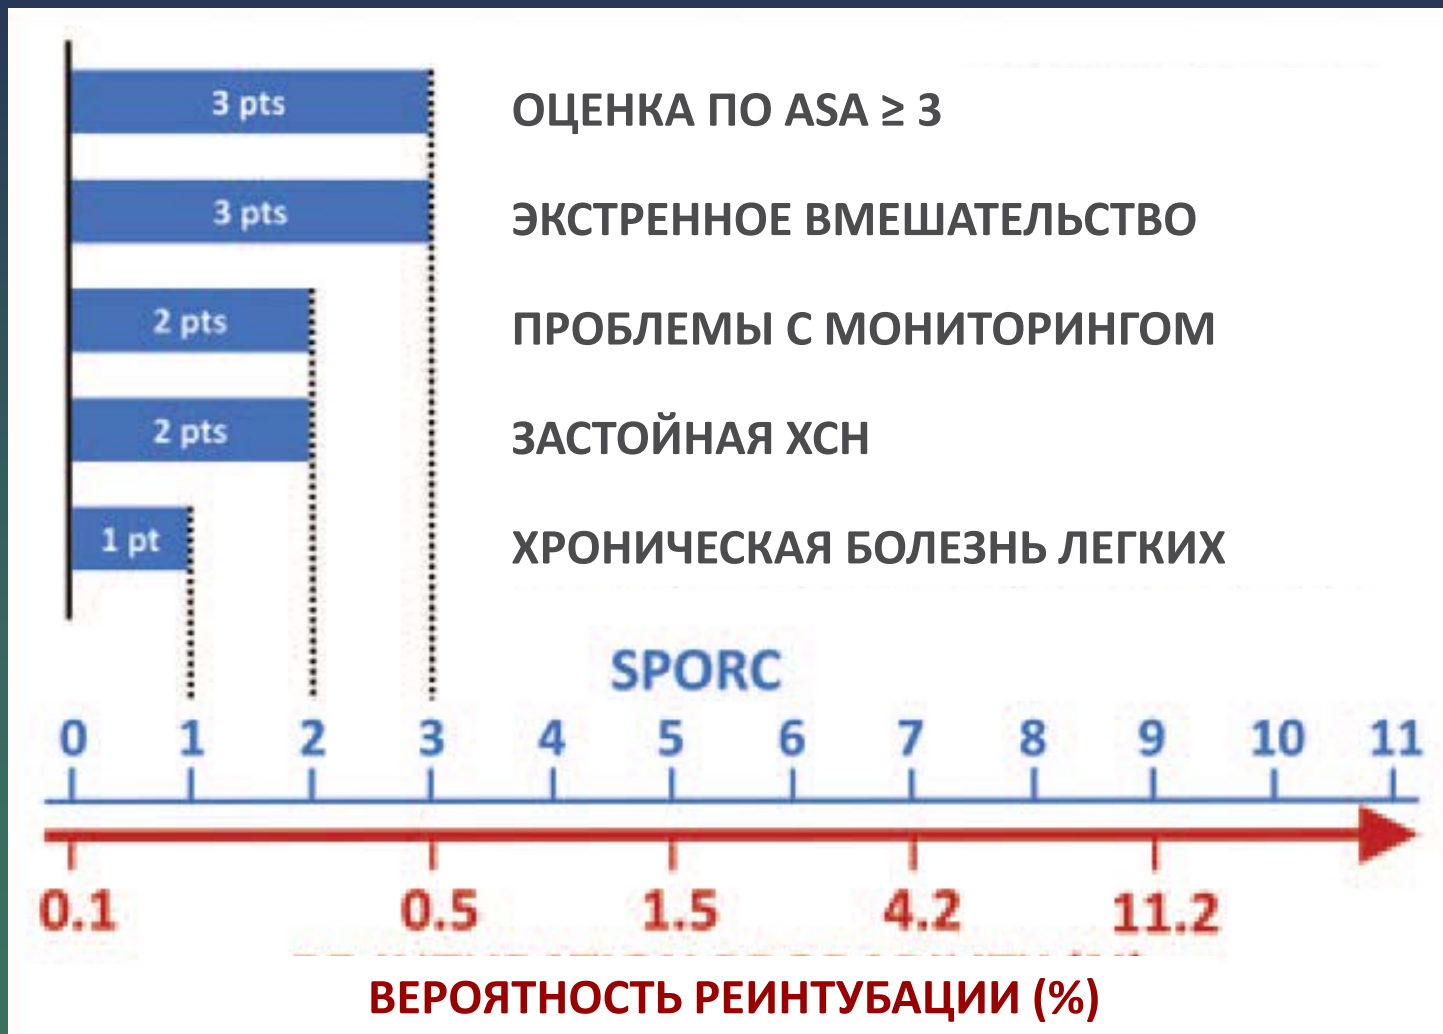 3 pts ОЦЕНКА ПО ASA ≥ 3
3 pts ЭКСТРЕННОЕ ВМЕШАТЕЛЬСТВО
2 pts ПРОБЛЕМЫ С МОНИТОРИНГОМ
2 pts ЗАСТОЙНАЯ ХСН
1 pt ХРОНИЧЕСКАЯ БОЛЕЗНЬ ЛЕГКИХ
SPORC
0 1 2 3 4 5 6 7 8 9 10 11
0.1 0.5 1.5 4.2 11.2
ВЕРОЯТНОСТЬ РЕИНТУБАЦИИ (%)